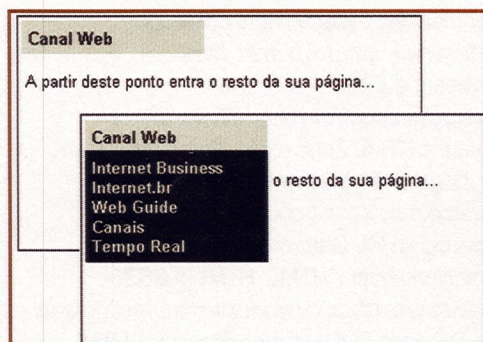 Canal Web
A partir deste ponto entra o resto da sua página...
Canal Web
Internet Business
Internet.br
Web Guide
Canais
Tempo Real
o resto da sua página...